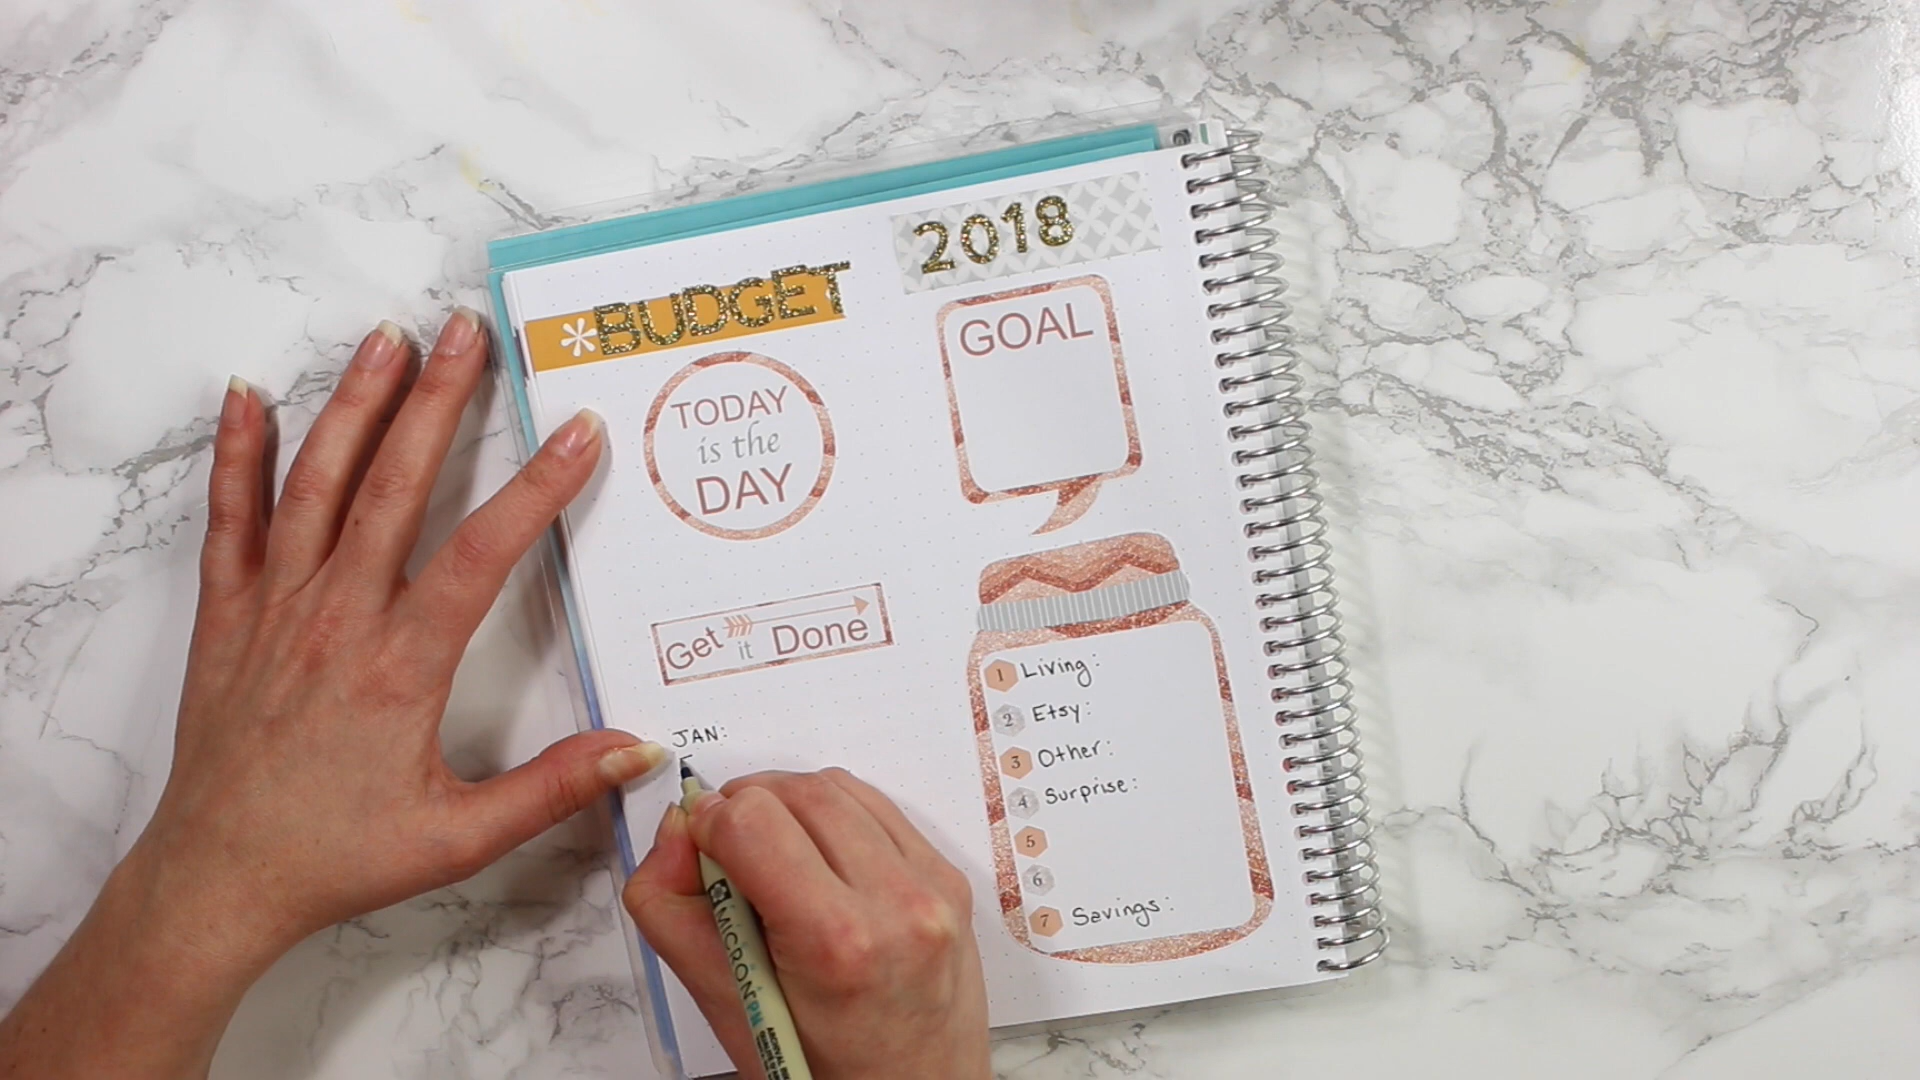 2018
*BUDGET
GOAL
TODAY
is the
DAY
Get it Done
1 Living:
2 Etsy:
3 Other:
4 Surprise:
5
6
7 Savings:
JAN:
F
MICRON PN